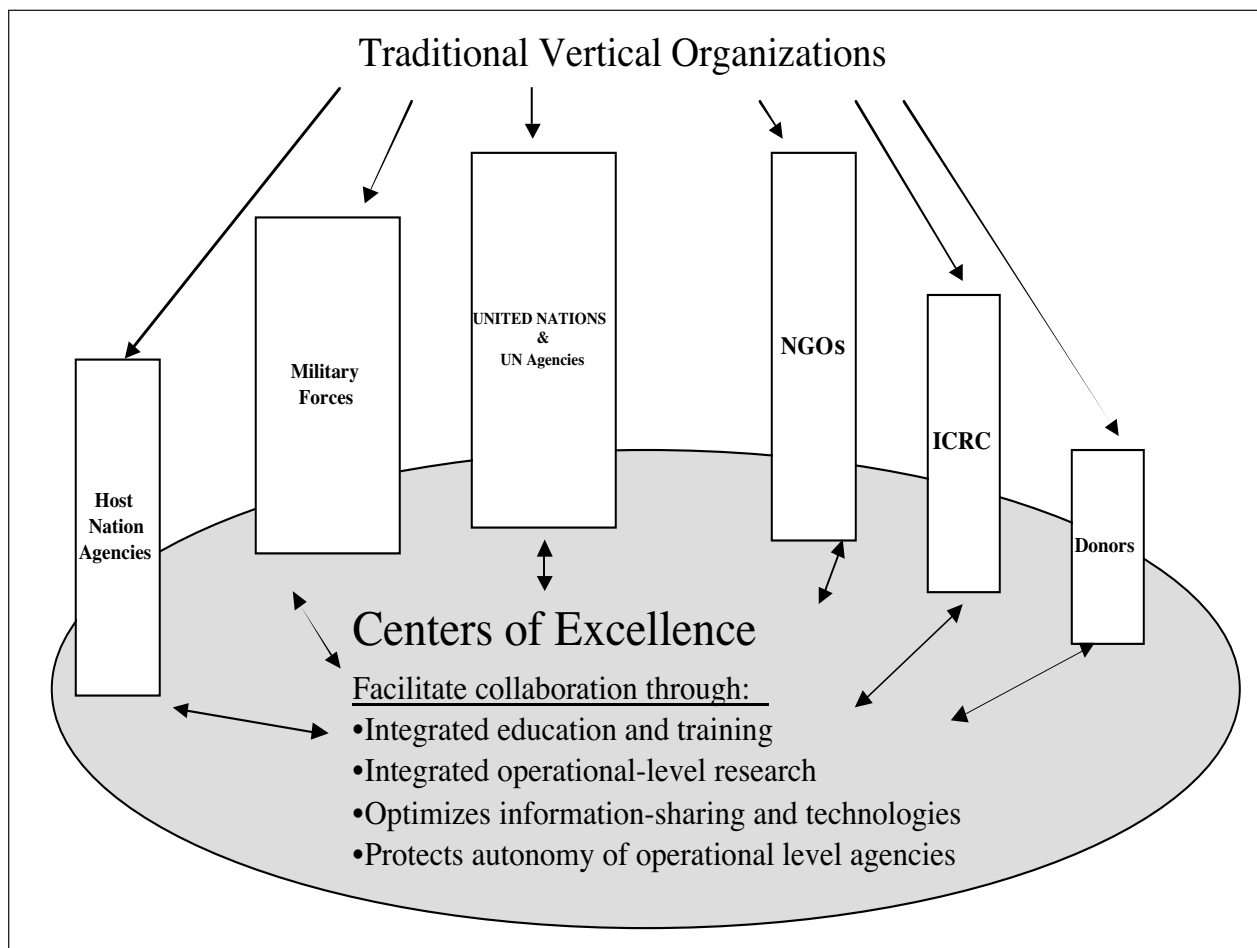 Traditional Vertical Organizations
UNITED NATIONS
&
UN Agencies
NGOs
Military
Forces
ICRC
Host
Nation
Agencies
Donors
Centers of Excellence
Facilitate collaboration through:
•Integrated education and training
•Integrated operational-level research
•Optimizes information-sharing and technologies
•Protects autonomy of operational level agencies